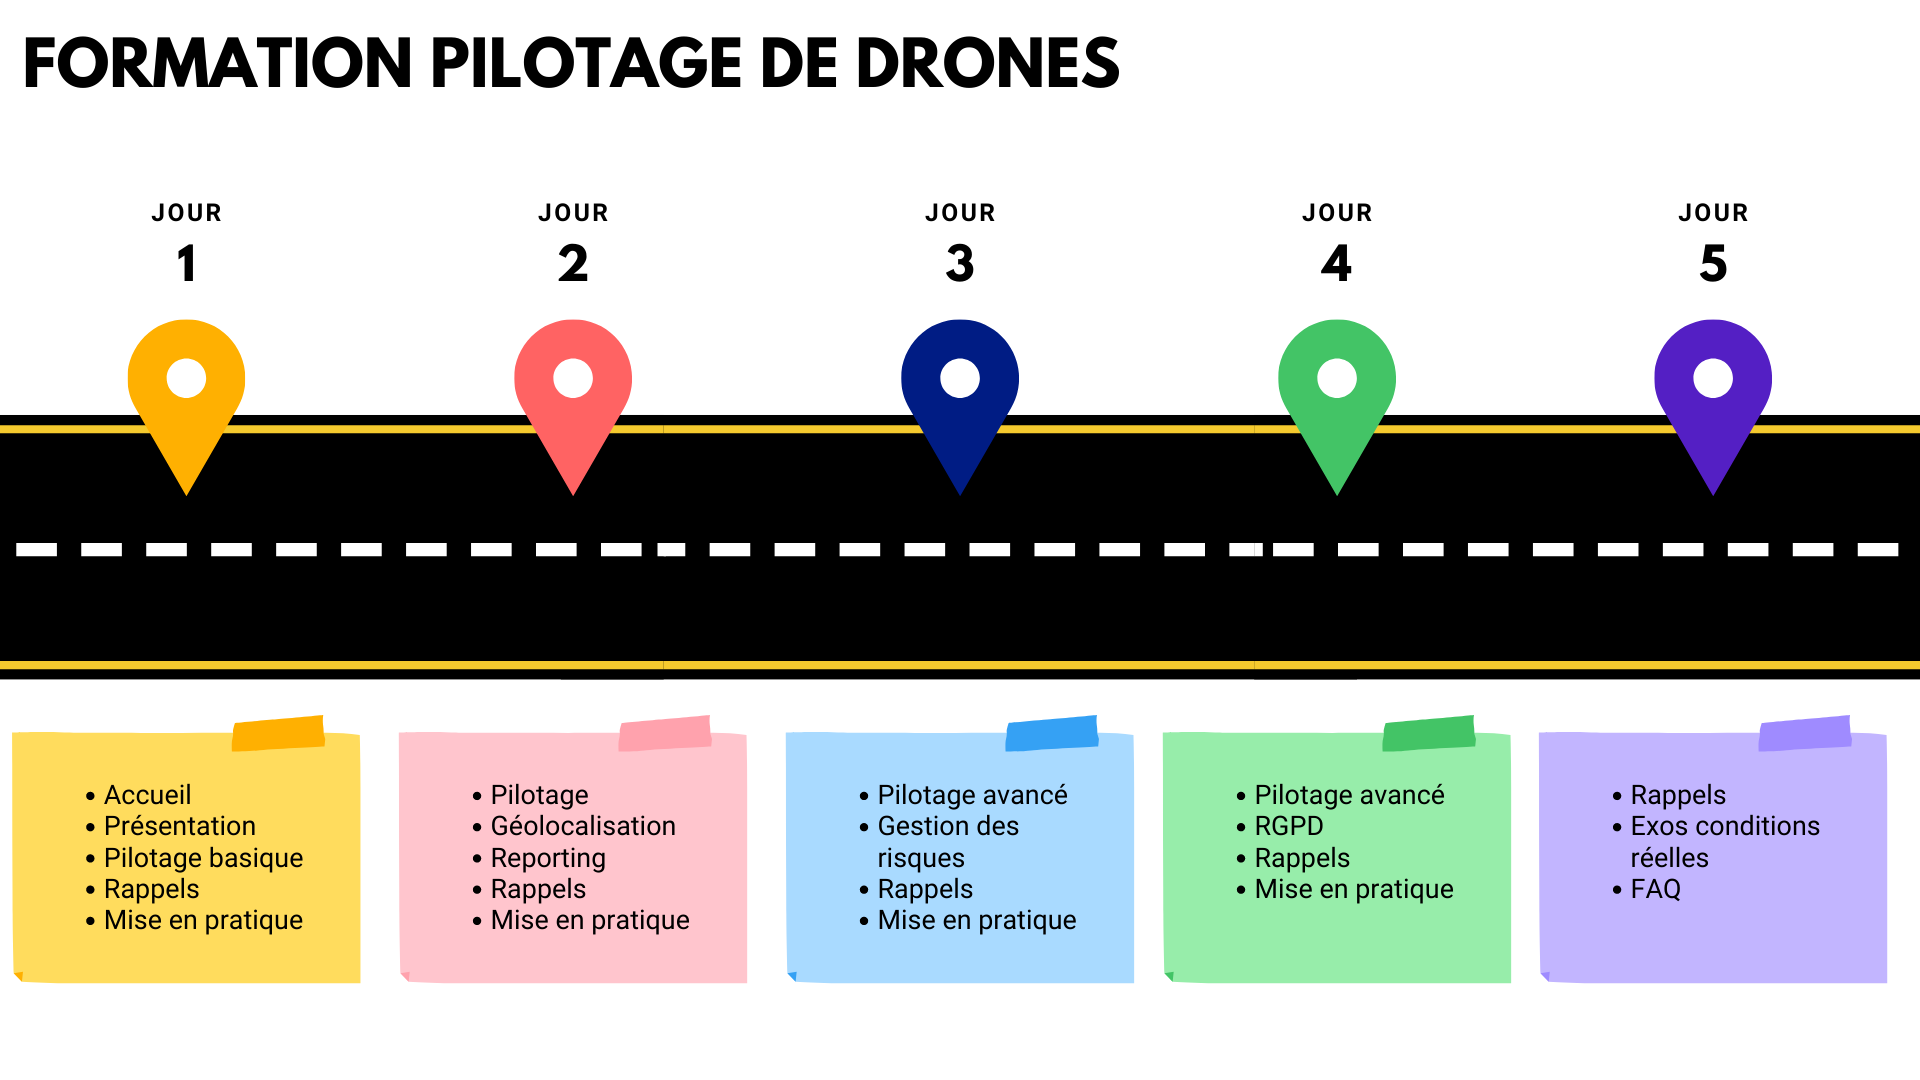 FORMATION PILOTAGE DE DRONES
JOUR
1
JOUR
2
JOUR
3
JOUR
4
JOUR
5
• Accueil
• Présentation
• Pilotage basique
• Rappels
• Mise en pratique
• Pilotage
• Géolocalisation
• Reporting
• Rappels
• Mise en pratique
• Pilotage avancé
• Gestion des
risques
• Rappels
• Mise en pratique
• Pilotage avancé
• RGPD
• Rappels
• Mise en pratique
• Rappels
• Exos conditions
réelles
• FAQ